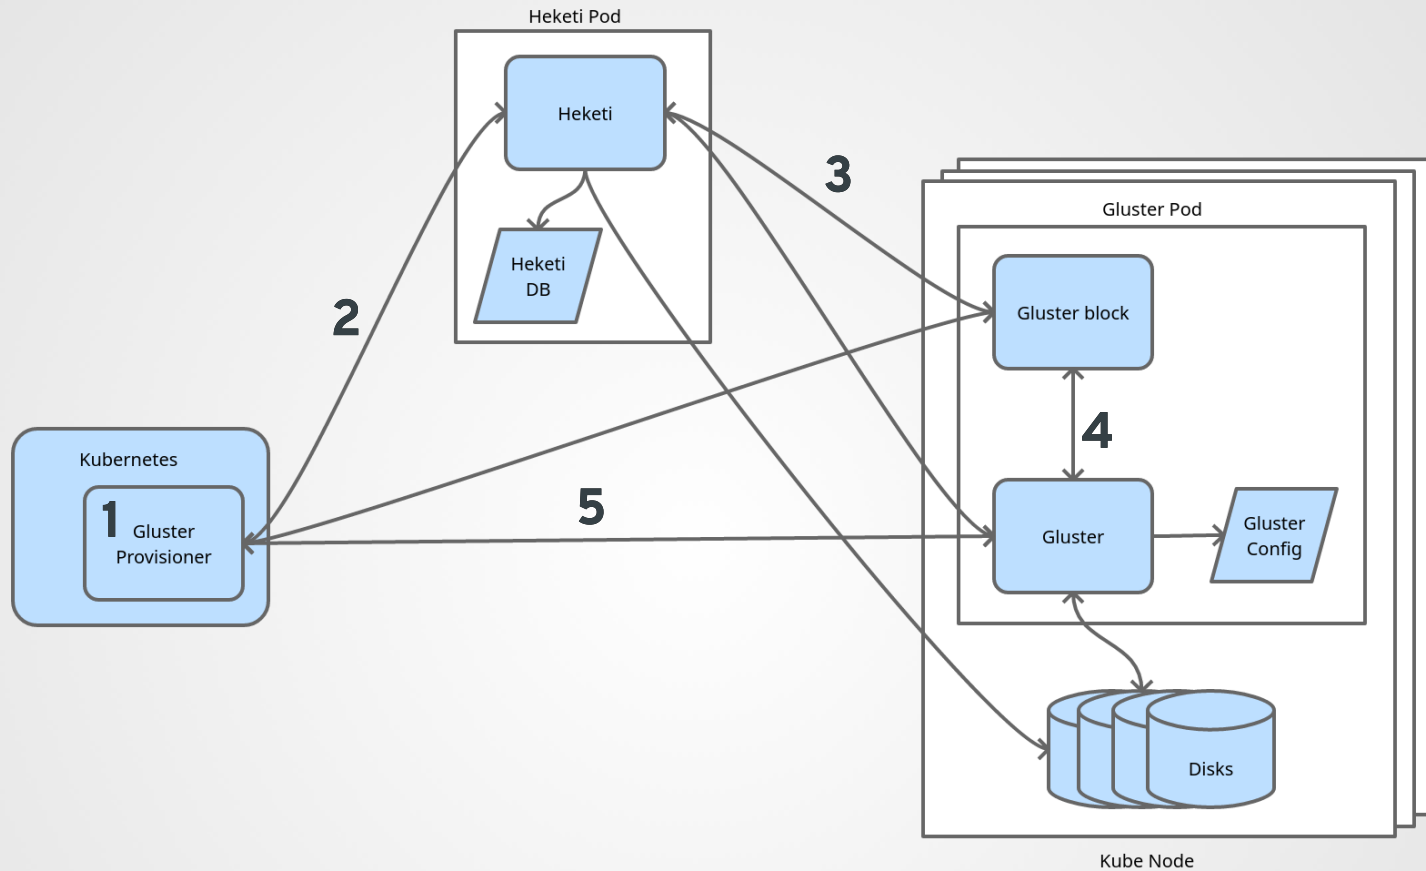 Heketi Pod
Heketi
3
Heketi
DB
2
Gluster Pod
Gluster block
4
Kubernetes
1
Gluster
Provisioner
5
Gluster
Gluster
Config
Disks
Kube Node